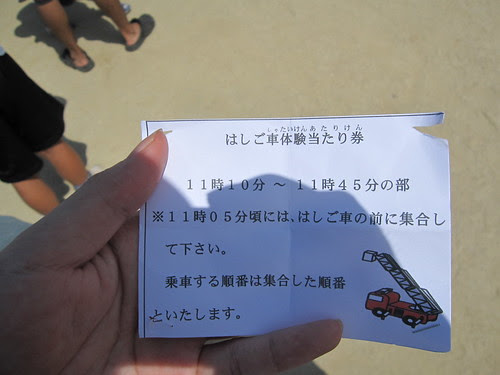 しゃたいけんあたりけん
はしご車体験当たり券
１１時１０分 ～ １１時４５分の部
※１１時０５分頃には、はしご車の前に集合し
て下さい。
乗車する順番は集合した順番
といたします。